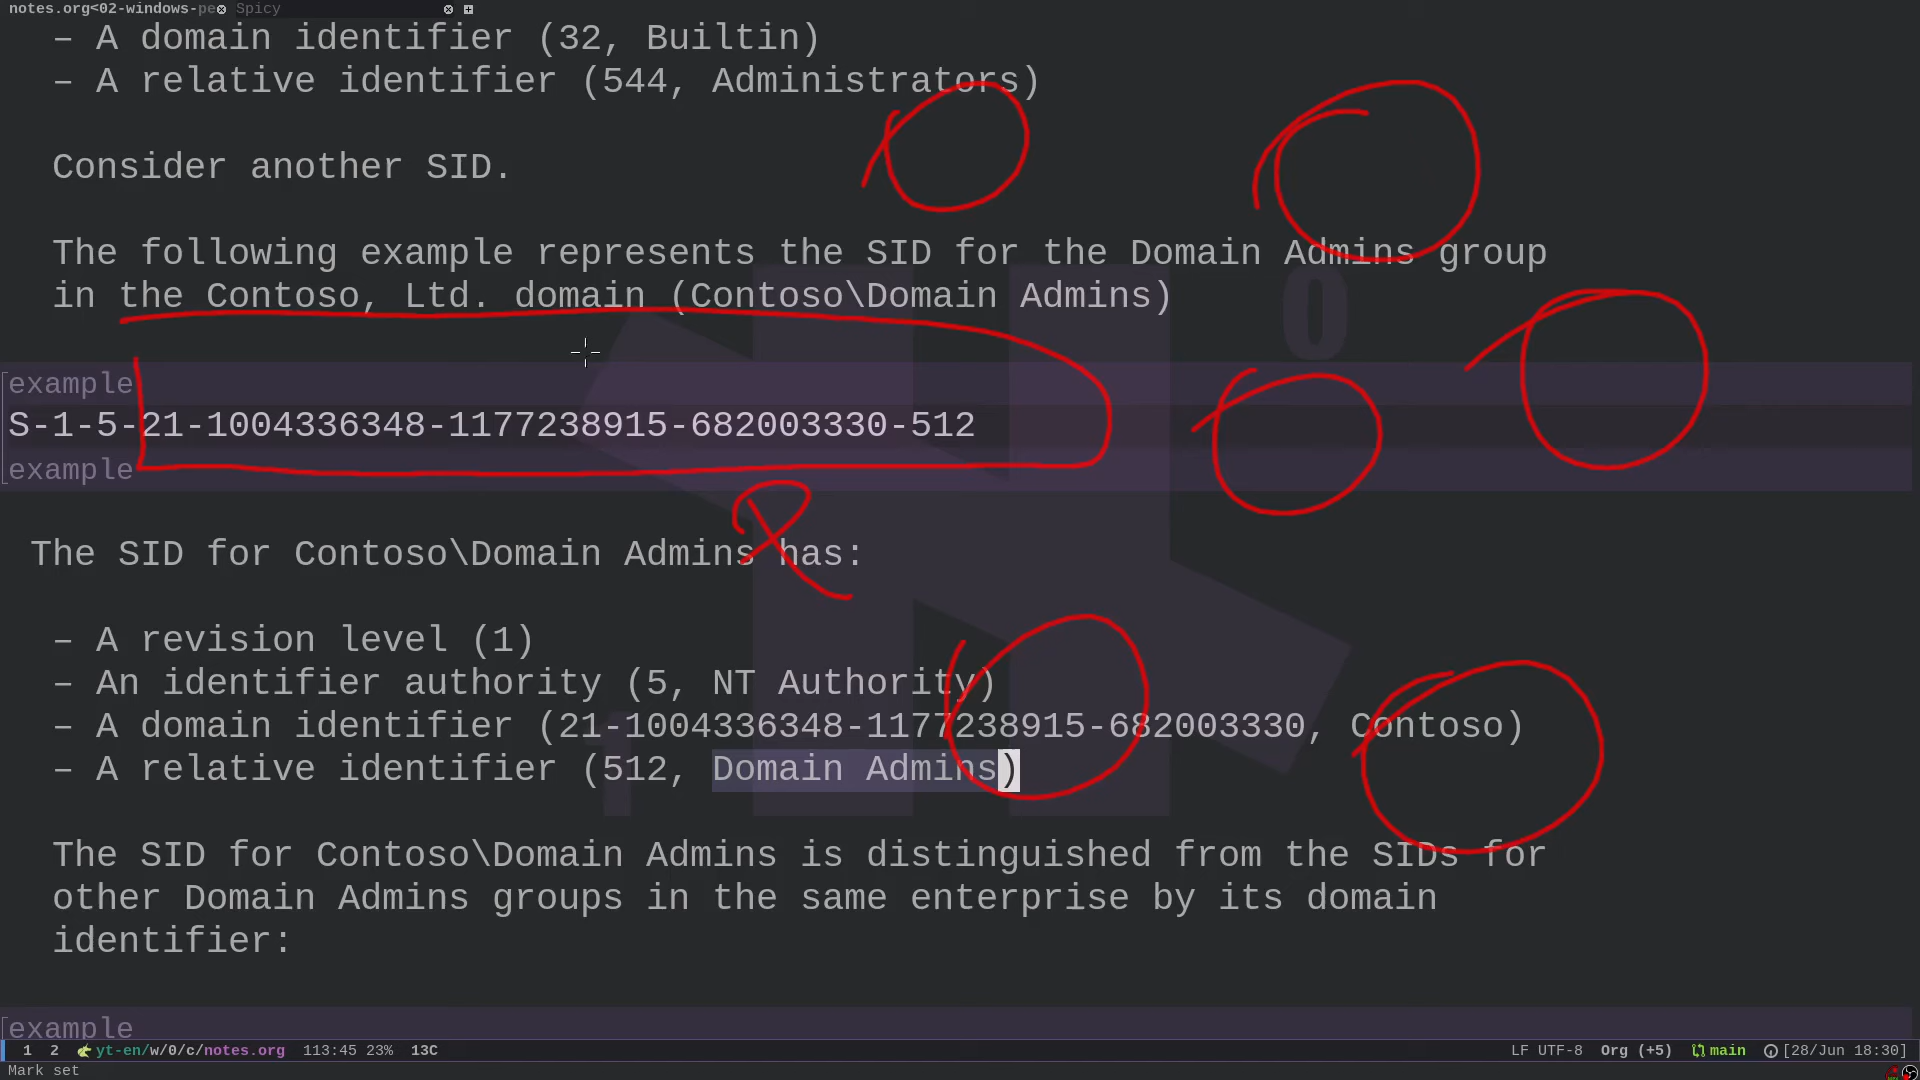 notes.org<02-windows-pe Spicy
- A domain identifier (32, Builtin)
- A relative identifier (544, Administrators)
Consider another SID.
The following example represents the SID for the Domain Admins group
in the Contoso, Ltd. domain (Contoso\Domain Admins)
example
S-1-5-21-1004336348-1177238915-682003330-512
example
The SID for Contoso\Domain Admins has:
- A revision level (1)
- An identifier authority (5, NT Authority)
- A domain identifier (21-1004336348-1177238915-682003330, Contoso)
- A relative identifier (512, Domain Admins)
The SID for Contoso\Domain Admins is distinguished from the SIDs for
other Domain Admins groups in the same enterprise by its domain
identifier:
example
1 2 yt-en/w/0/c/notes.org 113:45 23% 13C LF UTF-8 Org (+5) main [28/Jun 18:30]
Mark set